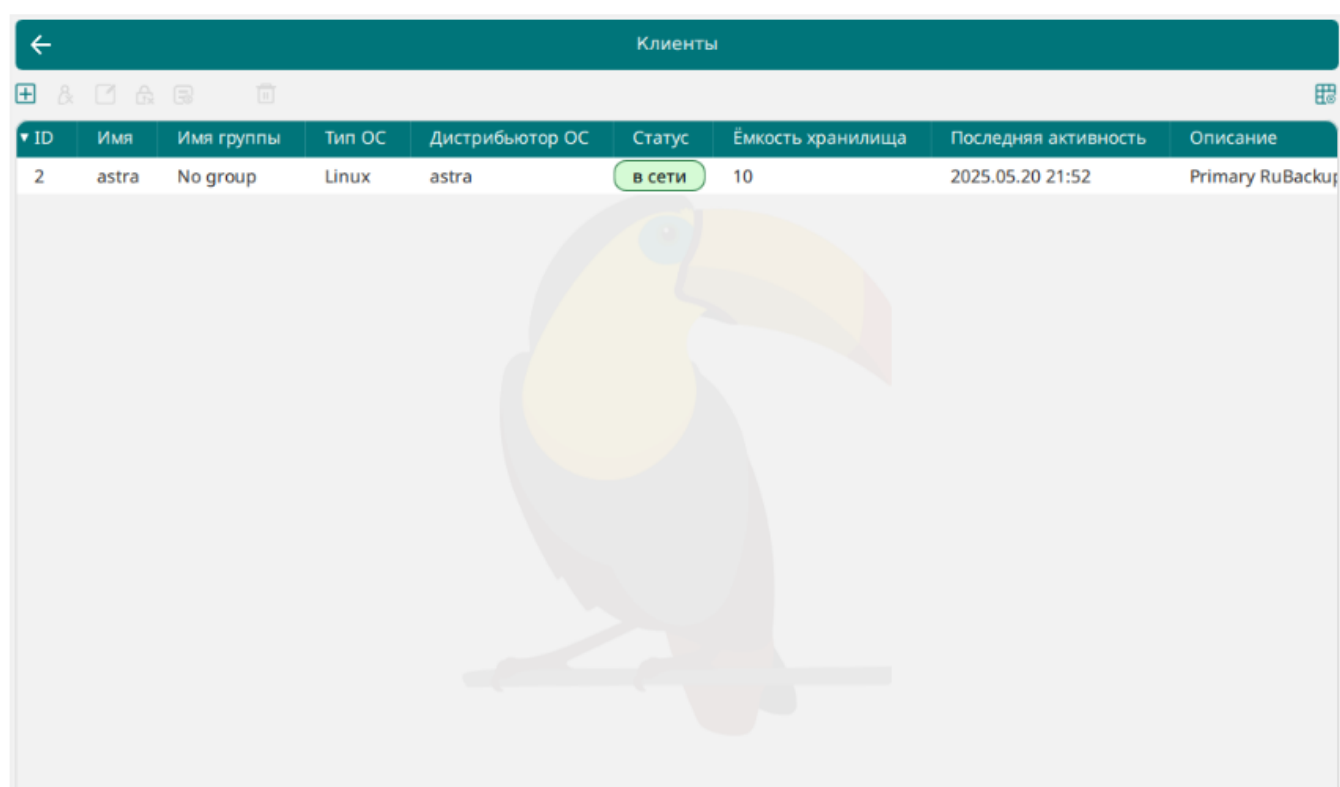 Клиенты
ID Имя Имя группы Тип ОС Дистрибьютор ОС Статус Ёмкость хранилища Последняя активность Описание
2 astra No group Linux astra в сети 10 2025.05.20 21:52 Primary RuBackup